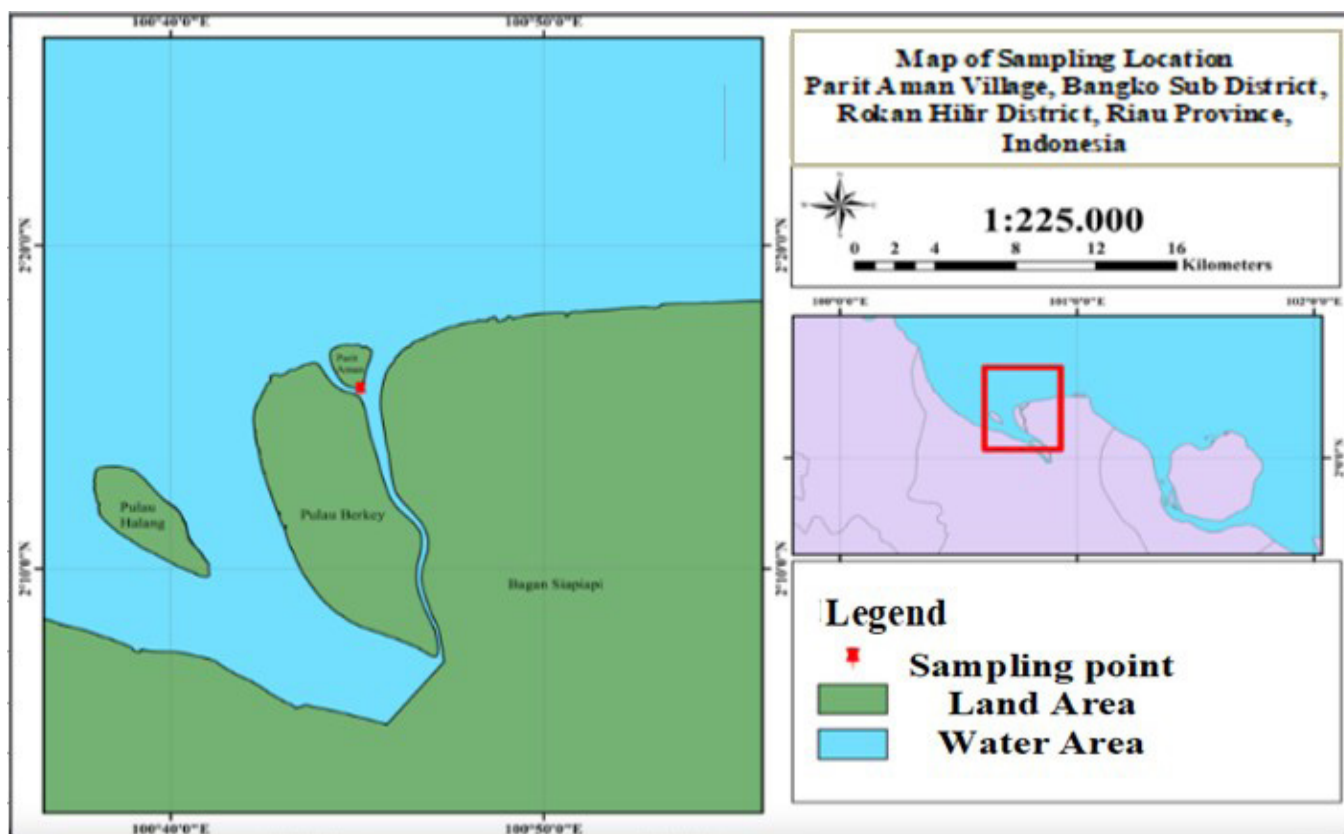 100°40'0"E 100°50'0"E
2°20'0"N 2°20'0"N
Parit
Aman
Pulau
Halang
Pulau Berkey
2°10'0"N 2°10'0"N
Bagan Siapiapi
100°40'0"E 100°50'0"E
Map of Sampling Location
Parit Aman Village, Bangko Sub District,
Rokan Hilir District, Riau Province,
Indonesia
1:225.000
0 2 4 8 12 16
Kilometers
100°0'0"E 101°0'0"E 102°0'0"E
2°0'0"N
Legend
Sampling point
Land Area
Water Area